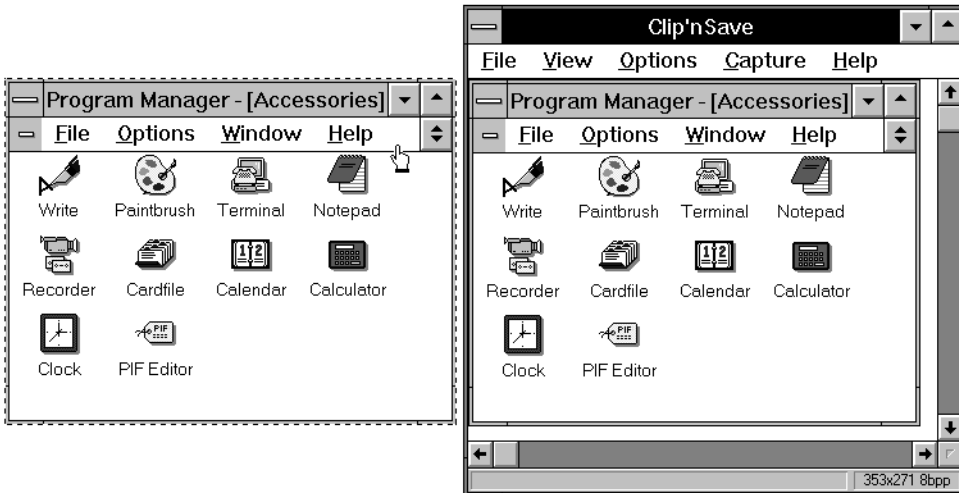 Program Manager - [Accessories]
File Options Window Help
Write Paintbrush Terminal Notepad
Recorder Cardfile Calendar Calculator
PIF
Clock PIF Editor
Clip'nSave
File View Options Capture Help
Program Manager - [Accessories]
File Options Window Help
Write Paintbrush Terminal Notepad
Recorder Cardfile Calendar Calculator
PIF
Clock PIF Editor
353x271 8bpp